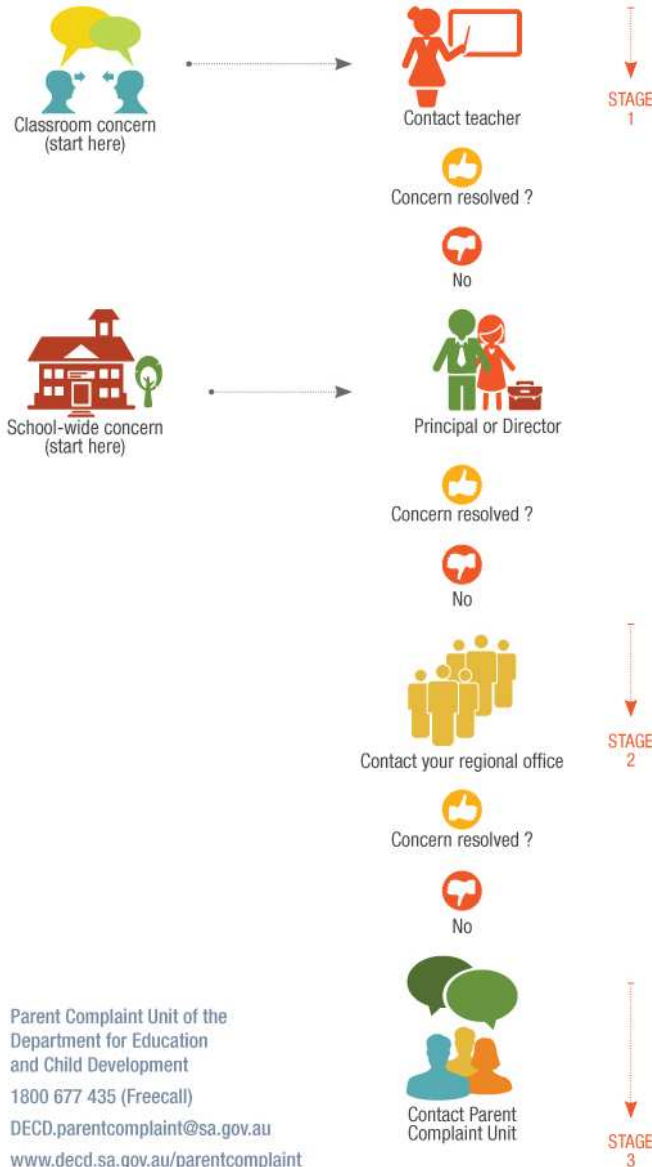 Classroom concern
(start here)
Contact teacher
STAGE
1
Concern resolved ?
No
School-wide concern
(start here)
Principal or Director
Concern resolved ?
No
Contact your regional office
STAGE
2
Concern resolved ?
No
Contact Parent
Complaint Unit
STAGE
3
Parent Complaint Unit of the
Department for Education
and Child Development
1800 677 435 (Freecall)
DECD.parentcomplaint@sa.gov.au
www.decd.sa.gov.au/parentcomplaint